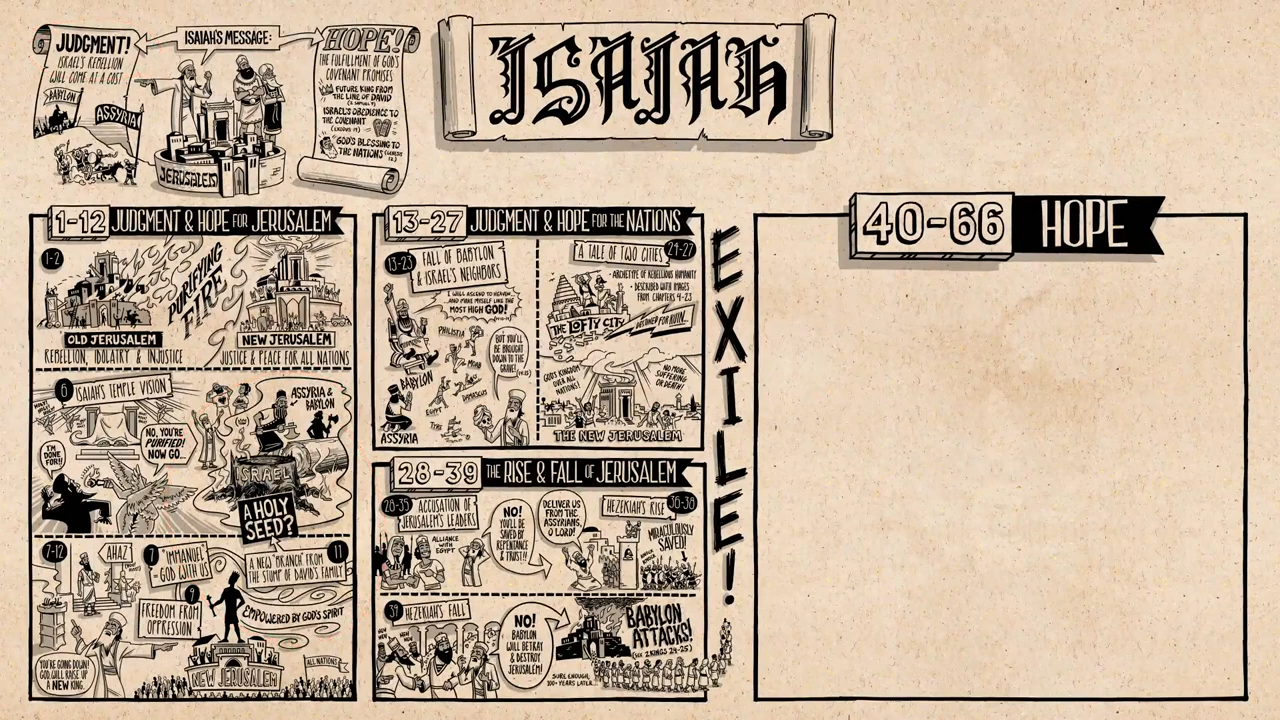 ISAIAH
JUDGMENT!
ISRAEL'S REBELLION
WILL COME AT A COST
BABYLON
ASSYRIA
ISAIAH'S MESSAGE:
JERUSALEM
HOPE!
THE FULFILLMENT OF GOD'S
COVENANT PROMISES
FUTURE KING FROM
THE LINE OF DAVID
(2 SAMUEL 7)
ISRAEL'S OBEDIENCE TO
THE COVENANT
(EXODUS 19)
GOD'S BLESSING TO
THE NATIONS (GENESIS
12)
1-12 JUDGMENT & HOPE FOR JERUSALEM
1-2
PURIFYING
FIRE
OLD JERUSALEM
REBELLION, IDOLATRY & INJUSTICE
NEW JERUSALEM
JUSTICE & PEACE FOR ALL NATIONS
6 ISAIAH'S TEMPLE VISION
I'M
DONE
FOR!!
NO, YOU'RE
PURIFIED!
NOW GO...
ASSYRIA &
BABYLON
ISRAEL
A HOLY
SEED?
7-12
AHAZ
7 "IMMANUEL"
GOD WITH US
11
A NEW "BRANCH" FROM
THE STUMP OF DAVID'S FAMILY
9
FREEDOM FROM
OPPRESSION
EMPOWERED BY GOD'S SPIRIT
YOU'RE GOING DOWN!
GOD WILL RAISE UP
A NEW KING.
NEW JERUSALEM
ALL NATIONS
13-27 JUDGMENT & HOPE FOR THE NATIONS
13-23 FALL OF BABYLON
& ISRAEL'S NEIGHBORS
I WILL ASCEND TO HEAVEN...
...AND MAKE MYSELF LIKE THE
MOST HIGH GOD!
PHILISTIA
MOAB
BUT YOU'LL
BE BROUGHT
DOWN TO THE
GRAVE!
BABYLON
EGYPT
DAMASCUS
TYRE
ASSYRIA
A TALE OF TWO CITIES 24-27
• ARCHETYPE OF REBELLIOUS HUMANITY
• DESCRIBED WITH IMAGES
FROM CHAPTERS 4-23
THE LOFTY CITY
DESTINED FOR RUIN..
GOD'S KINGDOM
OVER ALL
NATIONS!
NO MORE
SUFFERING
OR DEATH!
THE NEW JERUSALEM
28-39 THE RISE & FALL OF JERUSALEM
28-35 ACCUSATION OF
JERUSALEM'S LEADERS
ALLIANCE
WITH
EGYPT
NO!
YOU'LL BE
SAVED BY
REPENTANCE
& TRUST!!
DELIVER US
FROM THE
ASSYRIANS,
O LORD!
HEZEKIAH'S RISE 36-38
MIRACULOUSLY
SAVED!
39 HEZEKIAH'S FALL
NO!
BABYLON
WILL BETRAY
& DESTROY
JERUSALEM!
SURE ENOUGH,
100+ YEARS LATER...
BABYLON
ATTACKS!
(SEE 2 KINGS 24-25)
EXILE!
40-66 HOPE